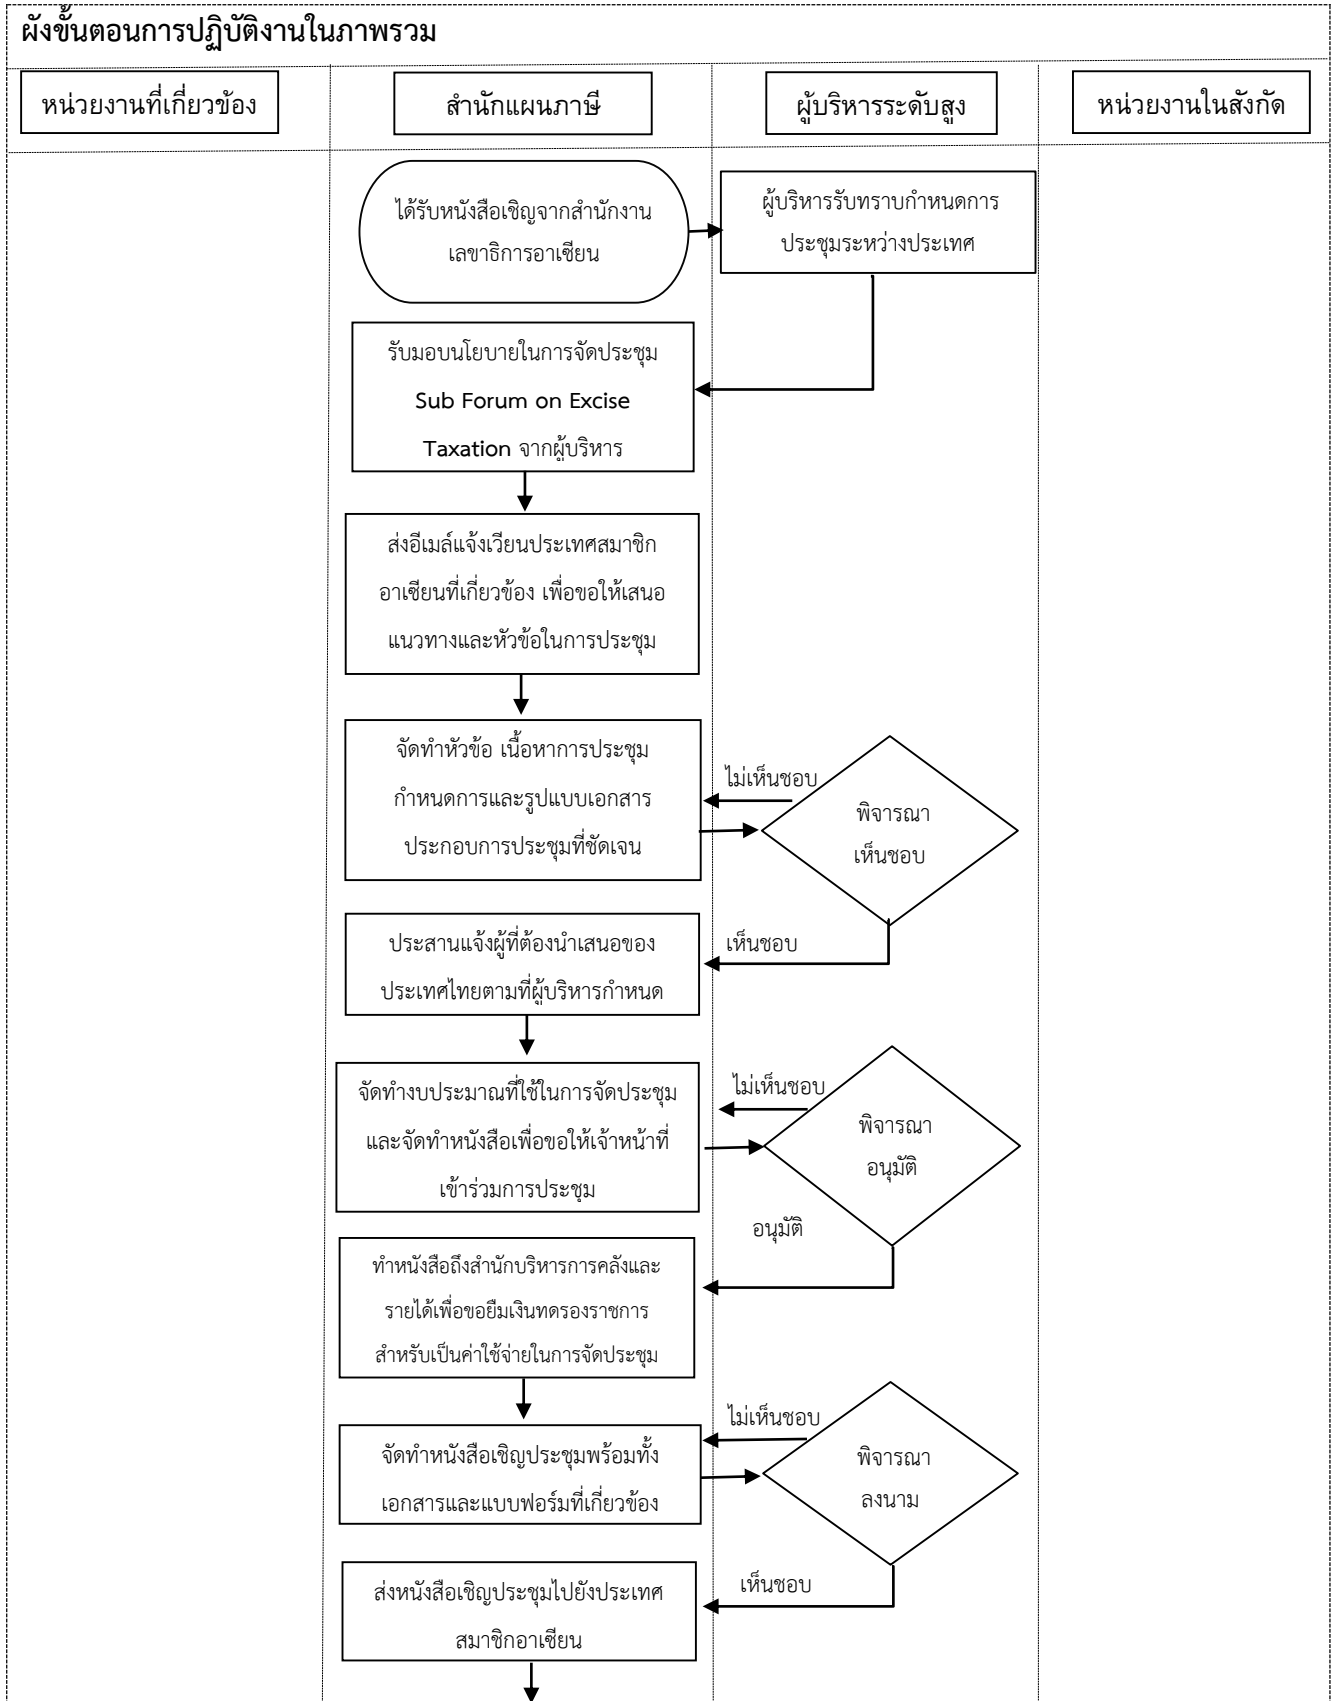 ผังขั้นตอนการปฏิบัติงานในภาพรวม
หน่วยงานที่เกี่ยวข้อง
สำนักแผนภาษี
ผู้บริหารระดับสูง
หน่วยงานในสังกัด
ได้รับหนังสือเชิญจากสำนักงาน
เลขาธิการอาเซียน
ผู้บริหารรับทราบกำหนดการ
ประชุมระหว่างประเทศ
รับมอบนโยบายในการจัดประชุม
Sub Forum on Excise
Taxation จากผู้บริหาร
ส่งอีเมล์แจ้งเวียนประเทศสมาชิก
อาเซียนที่เกี่ยวข้อง เพื่อขอให้เสนอ
แนวทางและหัวข้อในการประชุม
จัดทำหัวข้อ เนื้อหาการประชุม
กำหนดการและรูปแบบเอกสาร
ประกอบการประชุมที่ชัดเจน
ไม่เห็นชอบ
พิจารณา
เห็นชอบ
เห็นชอบ
ประสานแจ้งผู้ที่ต้องนำเสนอของ
ประเทศไทยตามที่ผู้บริหารกำหนด
จัดทำงบประมาณที่ใช้ในการจัดประชุม
และจัดทำหนังสือเพื่อขอให้เจ้าหน้าที่
เข้าร่วมการประชุม
ไม่เห็นชอบ
พิจารณา
อนุมัติ
อนุมัติ
ทำหนังสือถึงสำนักบริหารการคลังและ
รายได้เพื่อขอยืมเงินทดรองราชการ
สำหรับเป็นค่าใช้จ่ายในการจัดประชุม
จัดทำหนังสือเชิญประชุมพร้อมทั้ง
เอกสารและแบบฟอร์มที่เกี่ยวข้อง
ไม่เห็นชอบ
พิจารณา
ลงนาม
เห็นชอบ
ส่งหนังสือเชิญประชุมไปยังประเทศ
สมาชิกอาเซียน